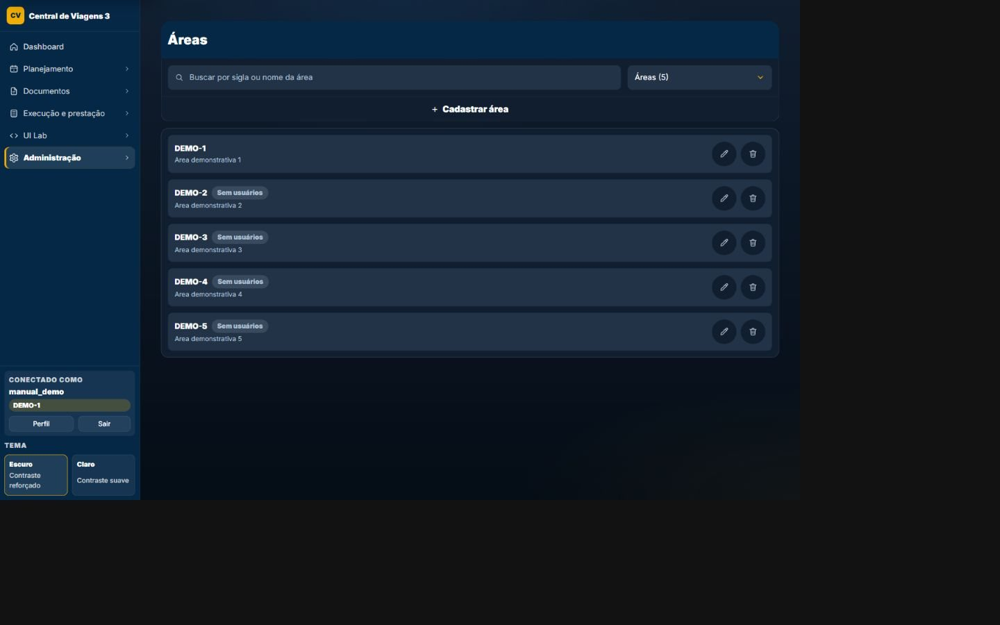 CV Central de Viagens 3
Dashboard
Planejamento
Documentos
Execução e prestação
UI Lab
Administração
CONECTADO COMO
manual_demo
DEMO-1
Perfil
Sair
TEMA
Escuro
Contraste
reforçado
Claro
Contraste suave
Áreas
Buscar por sigla ou nome da área
Áreas (5)
+ Cadastrar área
DEMO-1
Area demonstrativa 1
DEMO-2 Sem usuários
Area demonstrativa 2
DEMO-3 Sem usuários
Area demonstrativa 3
DEMO-4 Sem usuários
Area demonstrativa 4
DEMO-5 Sem usuários
Area demonstrativa 5